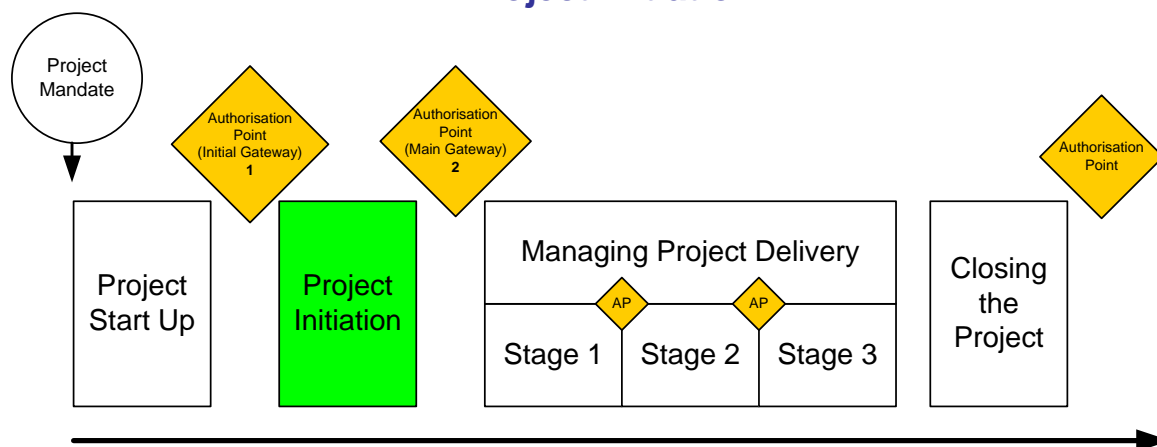 Project
Mandate
Authorisation
Point
(Initial Gateway)
1
Authorisation
Point
(Main Gateway)
2
Authorisation
Point
Project
Start Up
Project
Initiation
Managing Project Delivery
AP
AP
Stage 1
Stage 2
Stage 3
Closing
the
Project